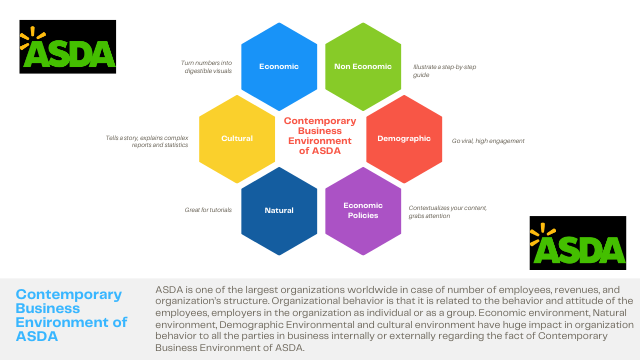 ASDA
Economic
Non Economic
Turn numbers into
digestible visuals
Illustrate a step-by-step
guide
Contemporary
Business
Environment
of ASDA
Cultural
Demographic
Tells a story, explains complex
reports and statistics
Go viral, high engagement
Natural
Economic
Policies
Great for tutorials
Contextualizes your content,
grabs attention
ASDA
Contemporary
Business
Environment of
ASDA
ASDA is one of the largest organizations worldwide in case of number of employees, revenues, and
organization's structure. Organizational behavior is that it is related to the behavior and attitude of the
employees, employers in the organization as individual or as a group. Economic environment, Natural
environment, Demographic Environmental and cultural environment have huge impact in organization
behavior to all the parties in business internally or externally regarding the fact of Contemporary
Business Environment of ASDA.